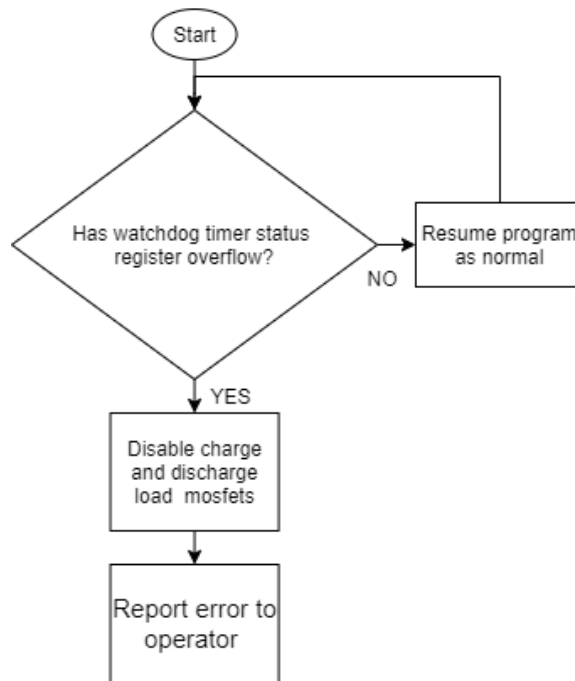 Start
Has watchdog timer status
register overflow?
NO
Resume program
as normal
YES
Disable charge
and discharge
load mosfets
Report error to
operator